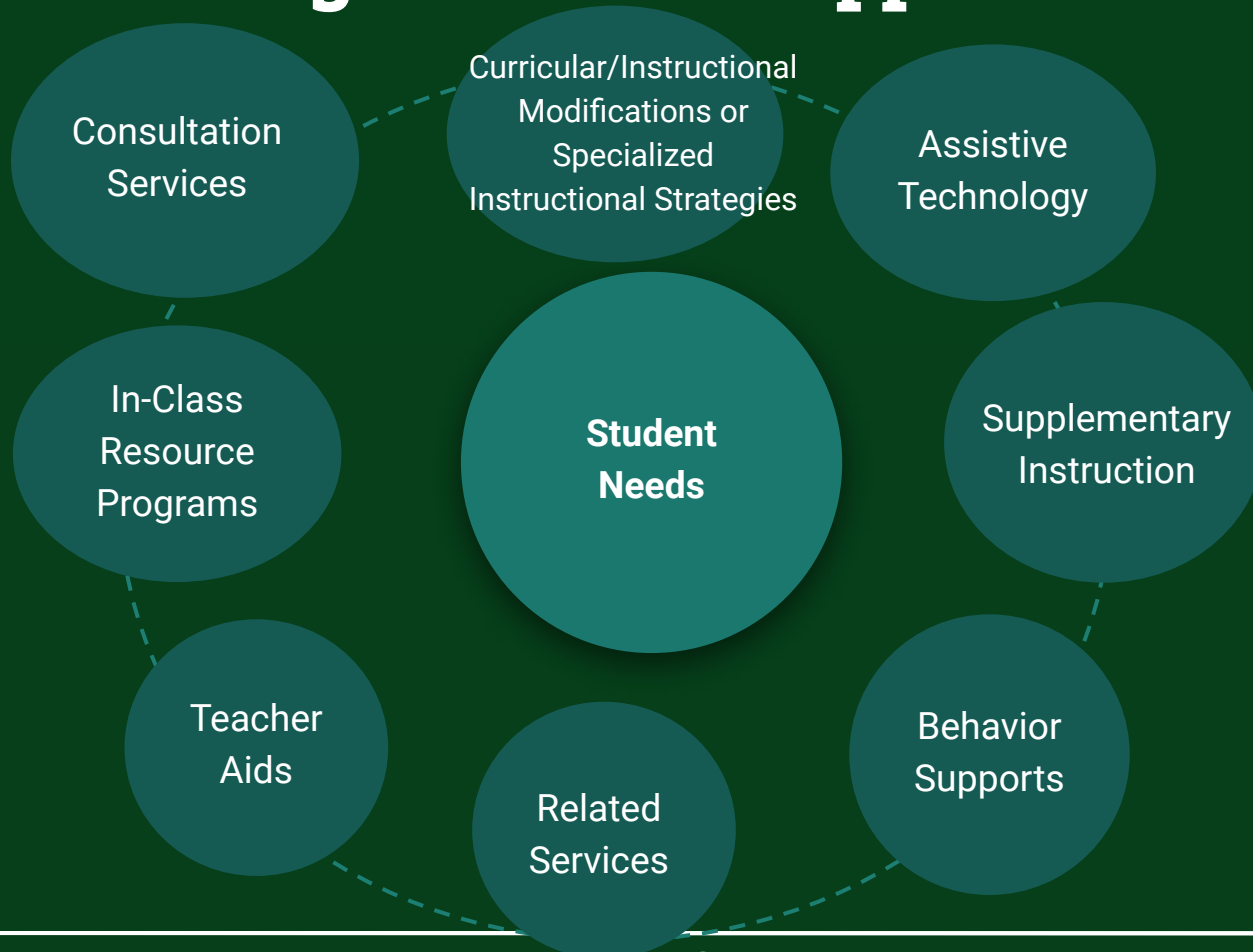 Curricular/Instructional
Modifications or
Specialized
Instructional Strategies
Consultation
Services
Assistive
Technology
In-Class
Resource
Programs
Student
Needs
Supplementary
Instruction
Teacher
Aids
Related
Services
Behavior
Supports